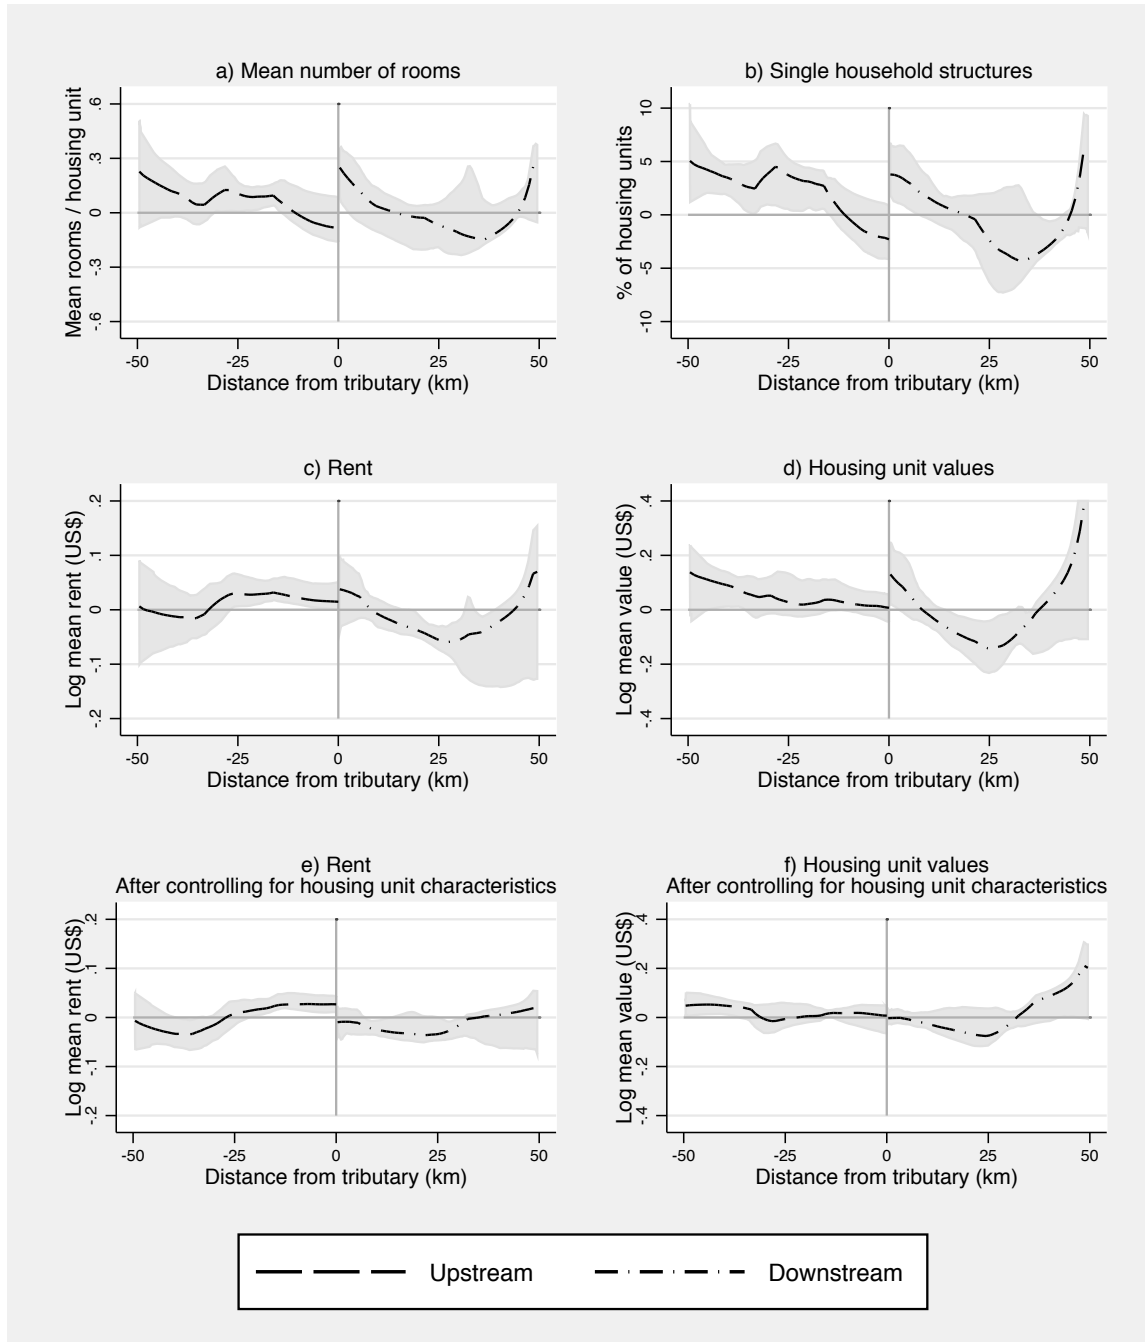 a) Mean number of rooms
Mean rooms / housing unit
.6
.3
0
-.3
-.6
-50 -25 0 25 50
Distance from tributary (km)
b) Single household structures
% of housing units
10
5
0
-5
-10
-50 -25 0 25 50
Distance from tributary (km)
c) Rent
Log mean rent (US$)
.2
.1
0
-.1
-.2
-50 -25 0 25 50
Distance from tributary (km)
d) Housing unit values
Log mean value (US$)
.4
.2
0
-.2
-.4
-50 -25 0 25 50
Distance from tributary (km)
e) Rent
After controlling for housing unit characteristics
Log mean rent (US$)
.2
.1
0
-.1
-.2
-50 -25 0 25 50
Distance from tributary (km)
f) Housing unit values
After controlling for housing unit characteristics
Log mean value (US$)
.4
.2
0
-.2
-.4
-50 -25 0 25 50
Distance from tributary (km)
Upstream Downstream